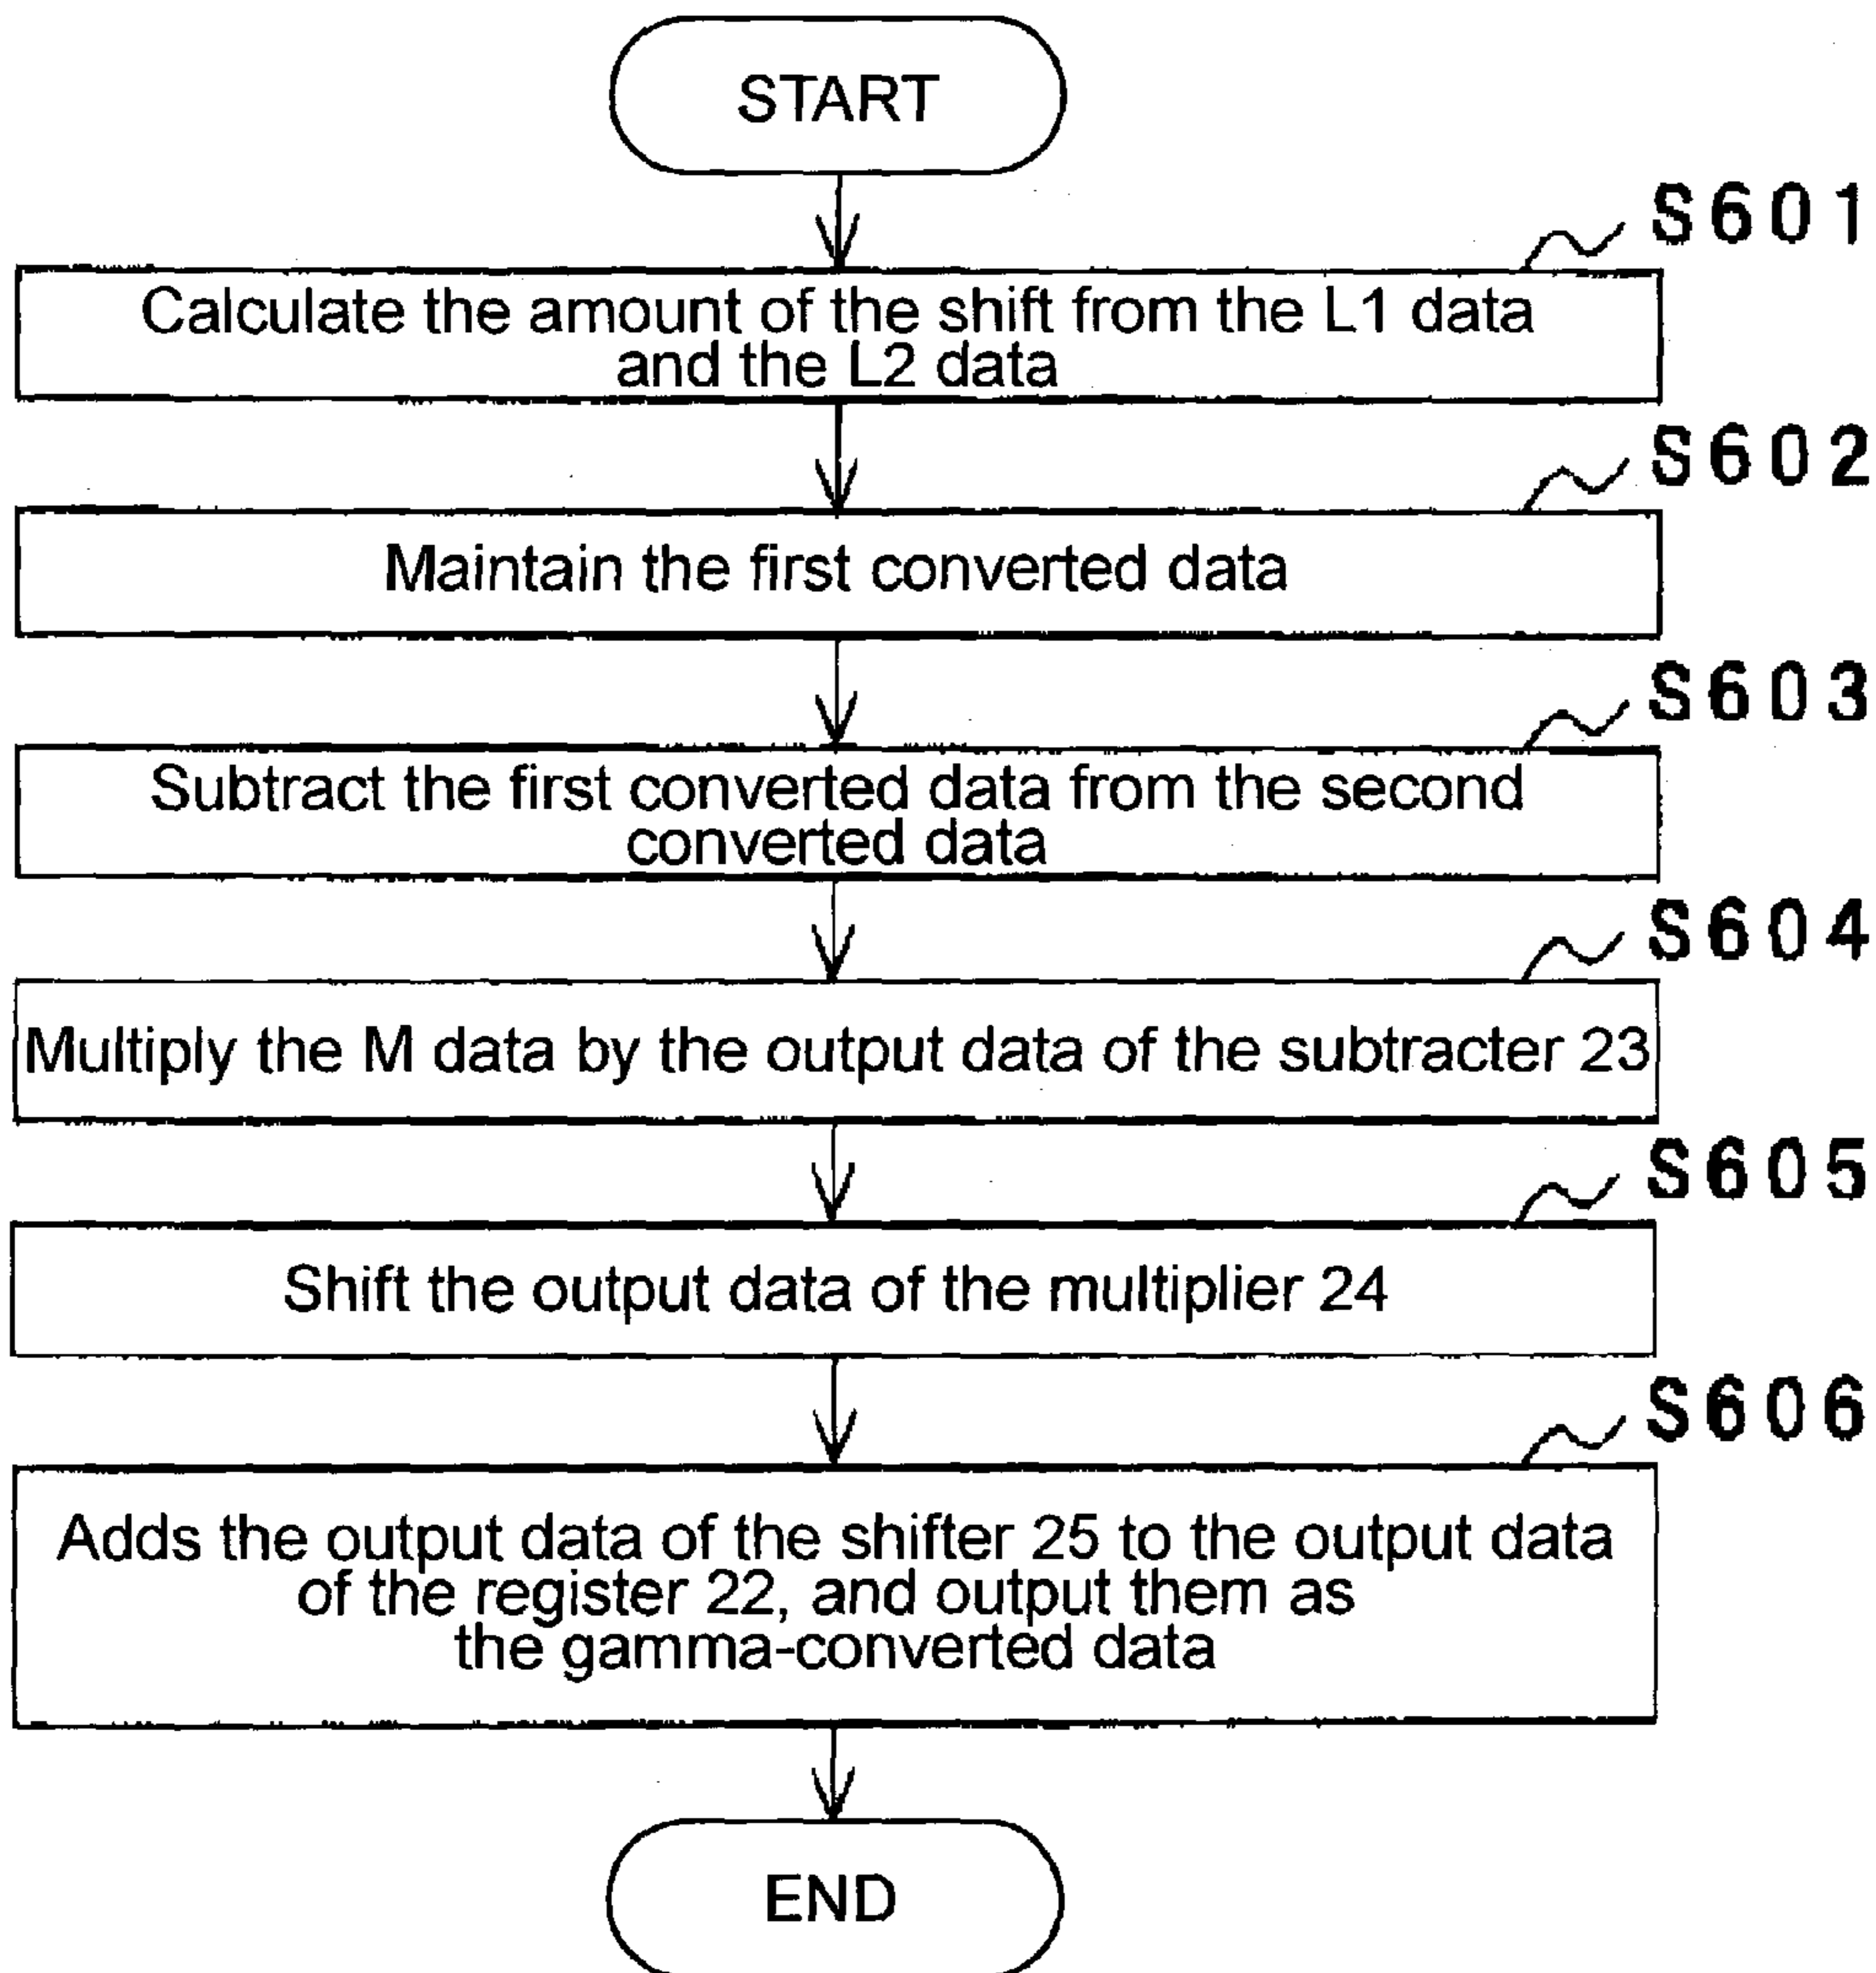 START
S601
Calculate the amount of the shift from the L1 data
and the L2 data
S602
Maintain the first converted data
S603
Subtract the first converted data from the second
converted data
S604
Multiply the M data by the output data of the subtracter 23
S605
Shift the output data of the multiplier 24
S606
Adds the output data of the shifter 25 to the output data
of the register 22, and output them as
the gamma-converted data
END